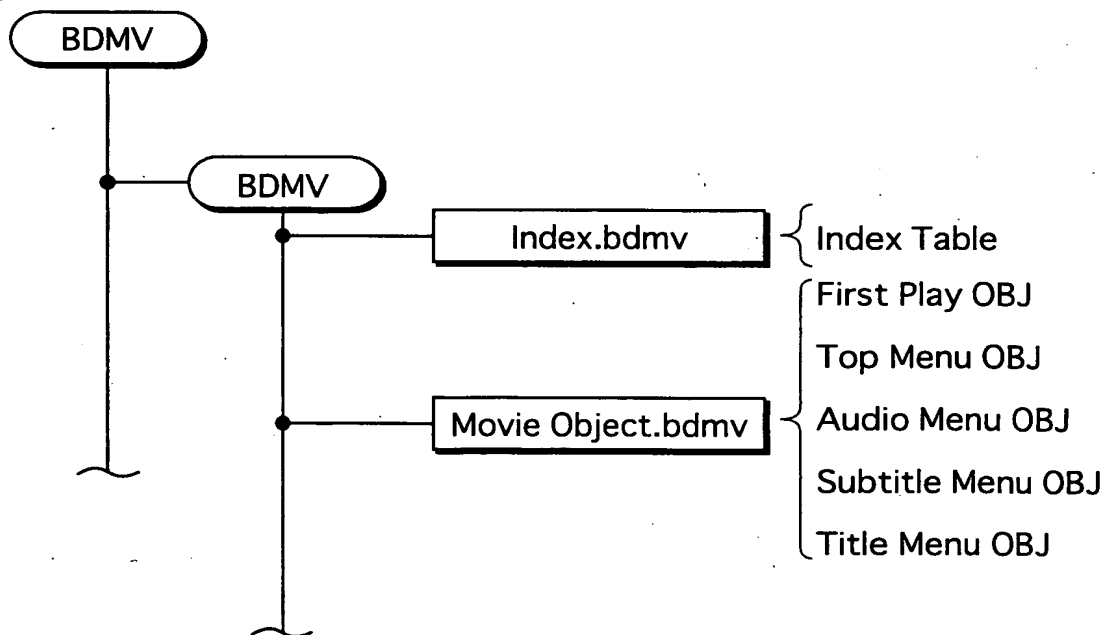 BDMV
BDMV
Index.bdmv
Index Table
First Play OBJ
Top Menu OBJ
Movie Object.bdmv
Audio Menu OBJ
Subtitle Menu OBJ
Title Menu OBJ